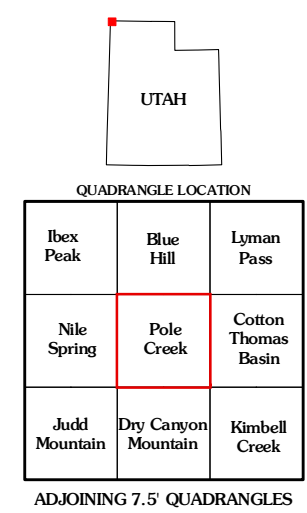 UTAH
QUADRANGLE LOCATION
Ibex
Peak
Blue
Hill
Lyman
Pass
Nile
Spring
Pole
Creek
Cotton
Thomas
Basin
Judd
Mountain
Dry Canyon
Mountain
Kimbell
Creek
ADJOINING 7.5' QUADRANGLES